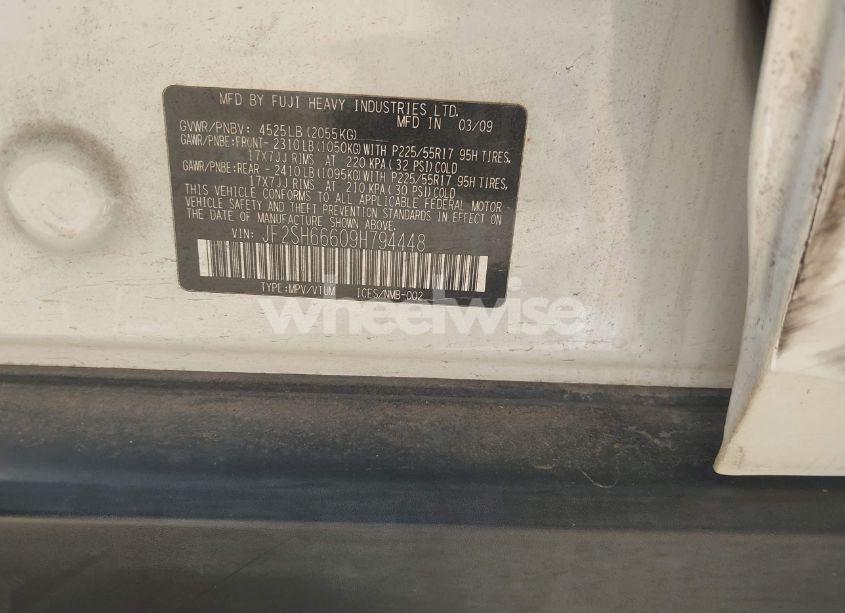 MFD BY FUJI HEAVY INDUSTRIES LTD.
GVWR/PNBV: 4525LB(2055KG) MFD IN 03/09
GAWR/PNBE:FRONT- 2310LB(1050KG)WITH P225/55R17 95H TIRES,
17X7JJ RIMS AT 220 KPA(32 PSI)COLD
GAWR/PNBE:REAR - 2410LB(1095KG)WITH P225/55R17 95H TIRES,
17X7JJ RIMS AT 210 KPA(30 PSI)COLD
THIS VEHICLE CONFORMS TO ALL APPLICABLE FEDERAL MOTOR
VEHICLE SAFETY AND THEFT PREVENTION STANDARDS IN EFFECT ON
THE DATE OF MANUFACTURE SHOWN ABOVE.
VIN: JF2SH66609H794448
TYPE:MPV/VTUM ICES/NMB-002
wheelwise